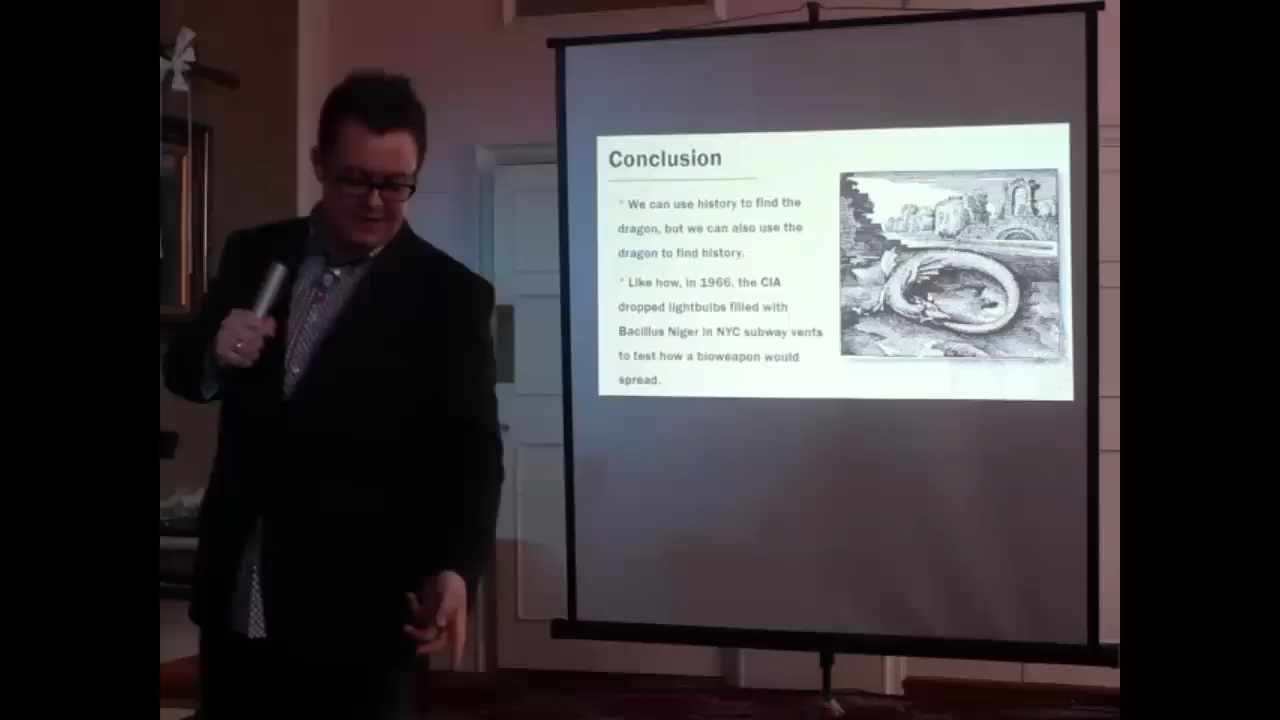 Conclusion
* We can use history to find the
dragon, but we can also use the
dragon to find history.
* Like how, in 1966, the CIA
dropped lightbulbs filled with
Bacillus Niger in NYC subway vents
to test how a bioweapon would
spread.